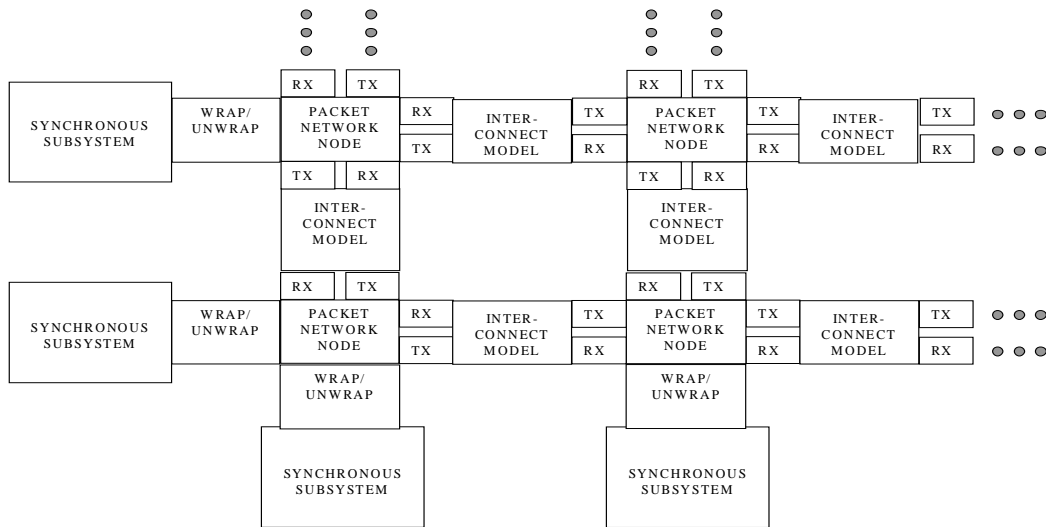 RX
TX
RX
TX
SYNCHRONOUS
SUBSYSTEM
WRAP/
UNWRAP
PACKET
NETWORK
NODE
RX
TX
INTER-
CONNECT
MODEL
TX
RX
PACKET
NETWORK
NODE
TX
RX
INTER-
CONNECT
MODEL
TX
RX
TX
RX
TX
RX
INTER-
CONNECT
MODEL
INTER-
CONNECT
MODEL
RX
TX
RX
TX
SYNCHRONOUS
SUBSYSTEM
WRAP/
UNWRAP
PACKET
NETWORK
NODE
RX
TX
INTER-
CONNECT
MODEL
TX
RX
PACKET
NETWORK
NODE
TX
RX
INTER-
CONNECT
MODEL
TX
RX
WRAP/
UNWRAP
WRAP/
UNWRAP
SYNCHRONOUS
SUBSYSTEM
SYNCHRONOUS
SUBSYSTEM